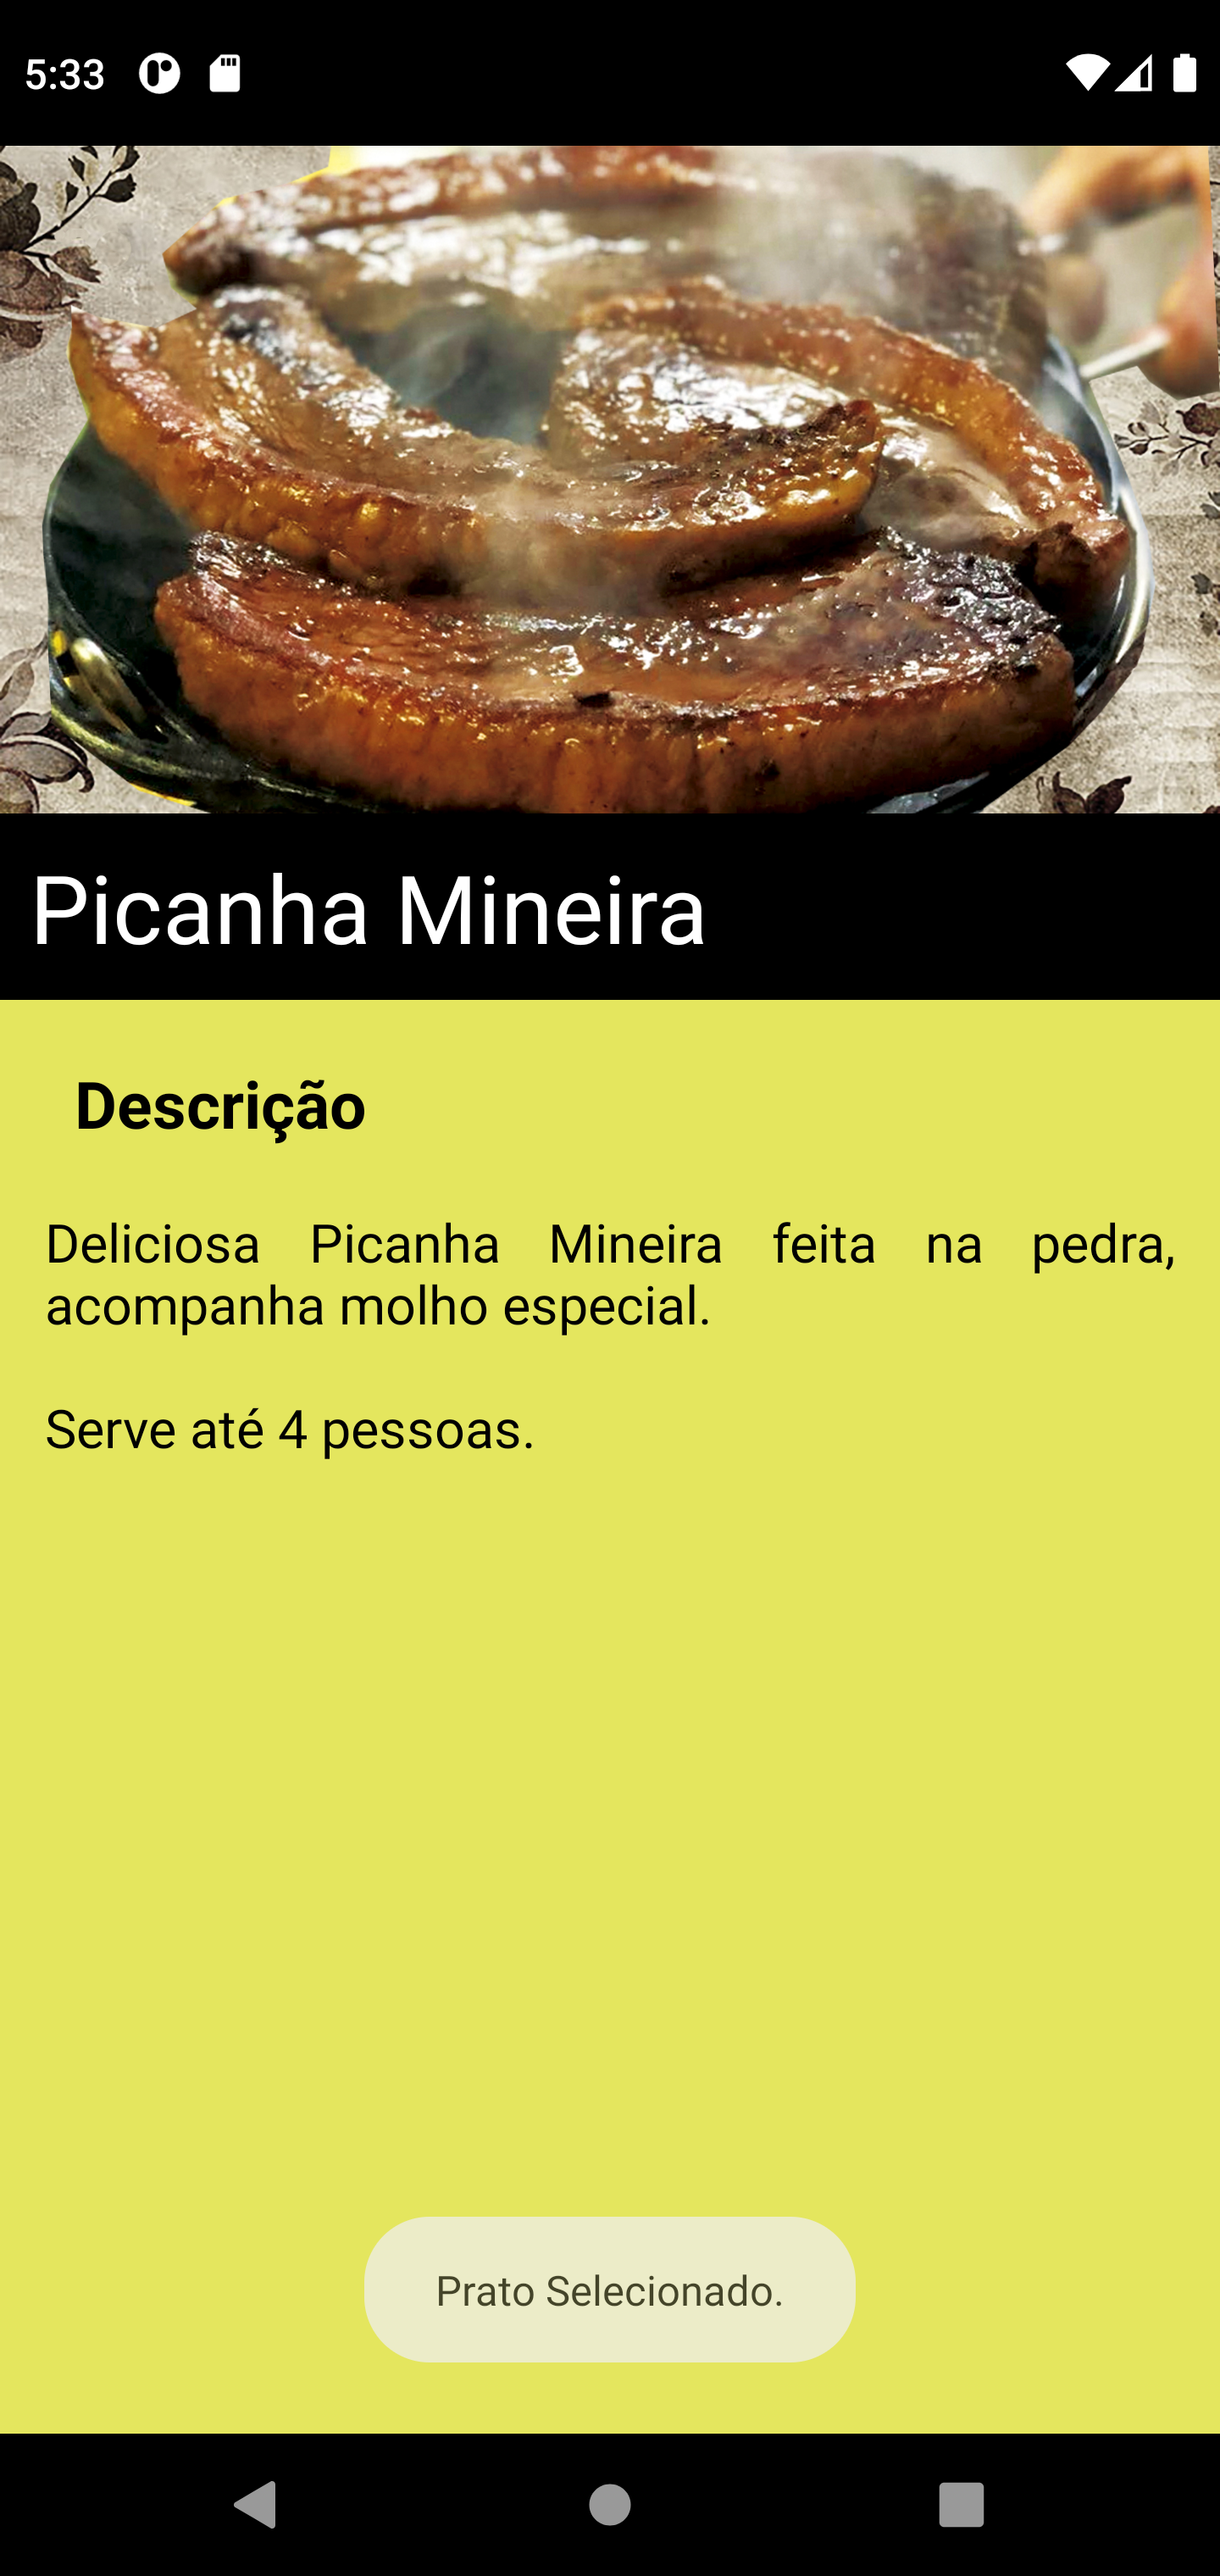 5:33
Picanha Mineira
Descrição
Deliciosa Picanha Mineira feita na pedra,
acompanha molho especial.
Serve até 4 pessoas.
Prato Selecionado.